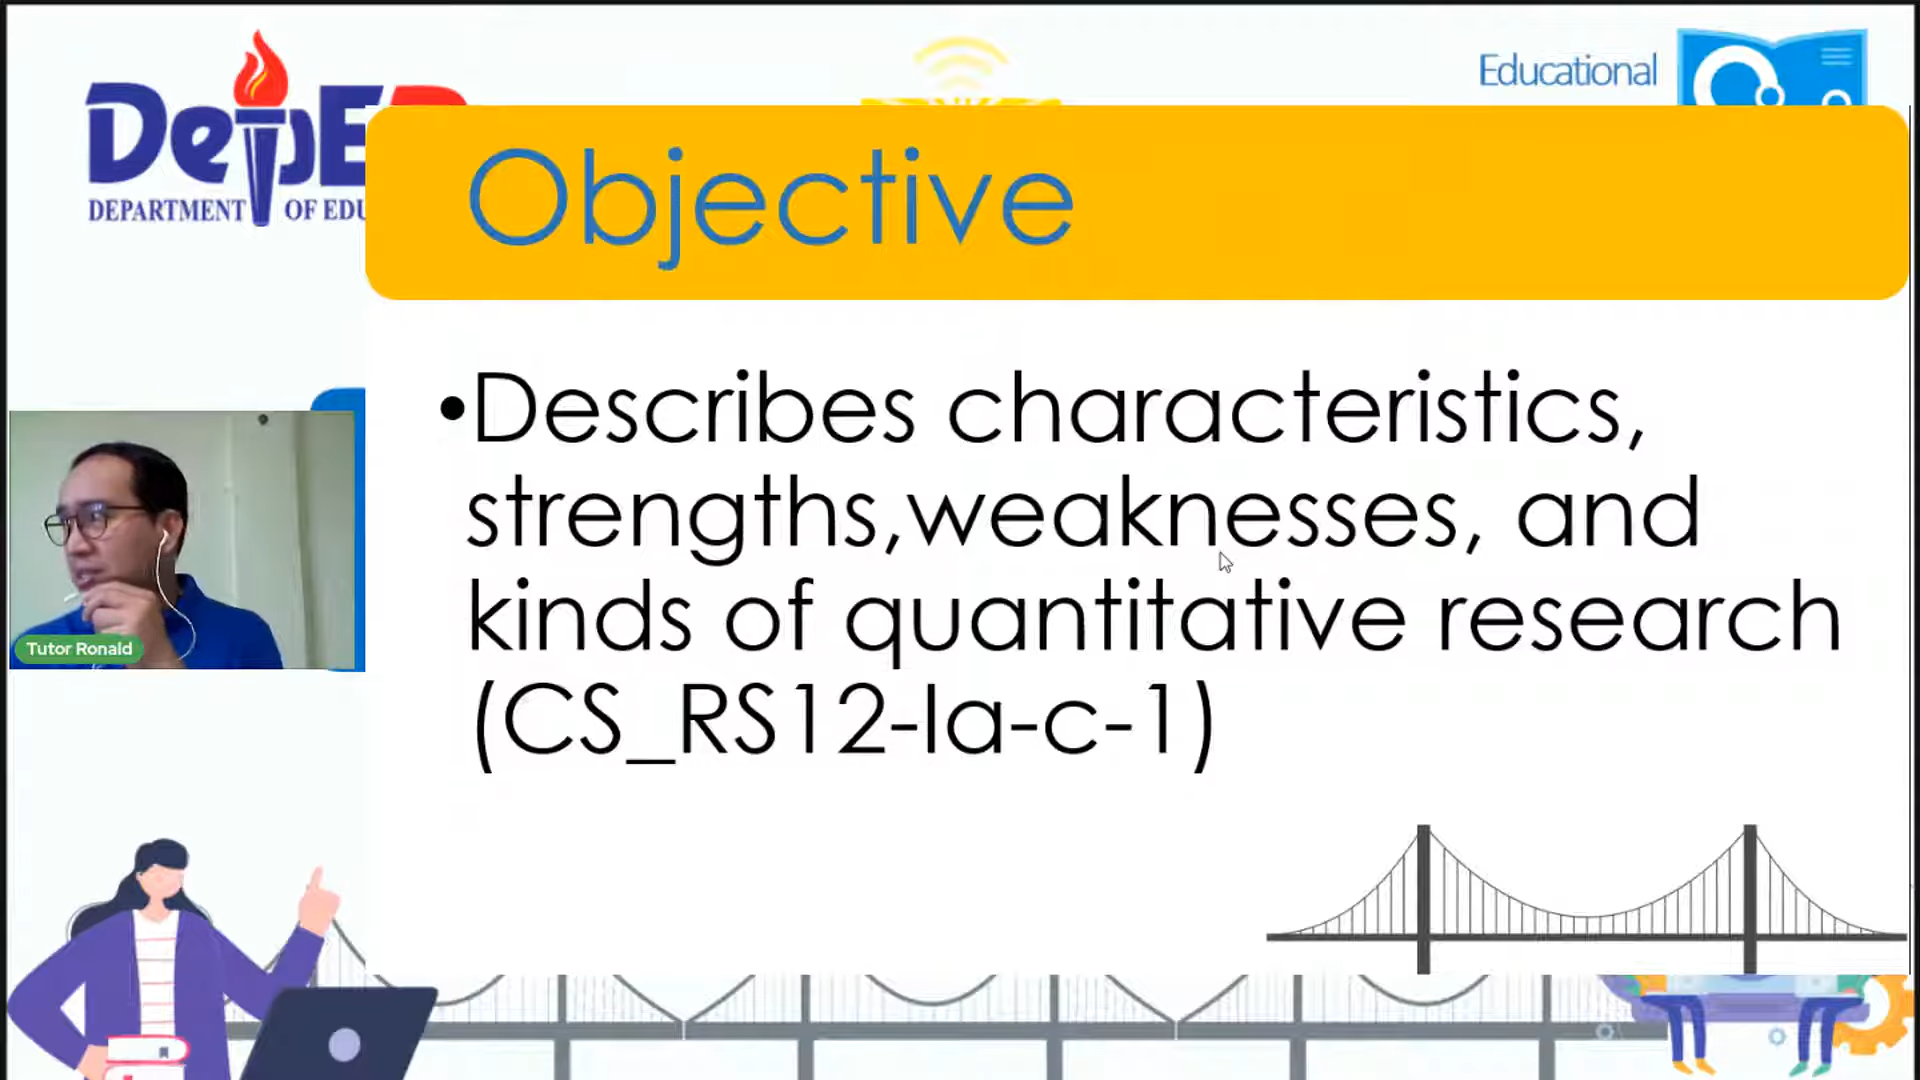 DepE
DEPARTMENT OF EDU
Educational
Objective
•Describes characteristics,
strengths,weaknesses, and
kinds of quantitative research
(CS_RS12-Ia-c-1)
Tutor Ronald